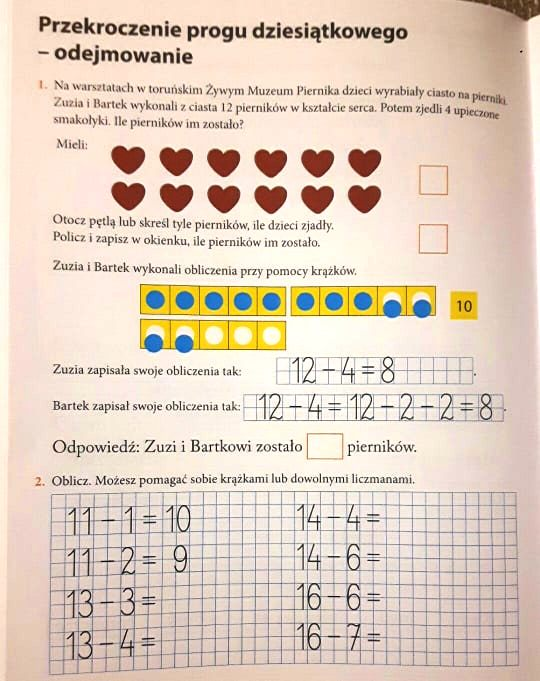 Przekroczenie progu dziesiątkowego
– odejmowanie
1. Na warsztatach w toruńskim Żywym Muzeum Piernika dzieci wyrabiały ciasto na pierniki.
Zuzia i Bartek wykonali z ciasta 12 pierników w kształcie serca. Potem zjedli 4 upieczone
smakołyki. Ile pierników im zostało?
Mieli:
Otocz pętlą lub skreśl tyle pierników, ile dzieci zjadły.
Policz i zapisz w okienku, ile pierników im zostało.
Zuzia i Bartek wykonali obliczenia przy pomocy krążków.
10
Zuzia zapisała swoje obliczenia tak: 12 – 4 = 8.
Bartek zapisał swoje obliczenia tak: 12 – 4 = 12 – 2 – 2 = 8.
Odpowiedź: Zuzi i Bartkowi zostało pierników.
2. Oblicz. Możesz pomagać sobie krążkami lub dowolnymi liczmanami.
11 – 1 = 10 14 – 4 =
11 – 2 = 9 14 – 6 =
13 – 3 = 16 – 6 =
13 – 4 = 16 – 7 =